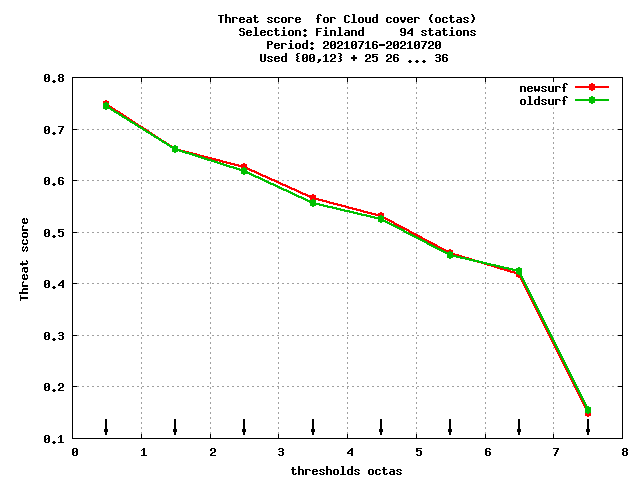 Threat score  for Cloud cover (octas)
Selection: Finland     94 stations
Period: 20210716-20210720
Used {00,12} + 25 26 ... 36
newsurf
oldsurf
0.8
0.7
0.6
0.5
0.4
0.3
0.2
0.1
Threat score
0 1 2 3 4 5 6 7 8
thresholds octas